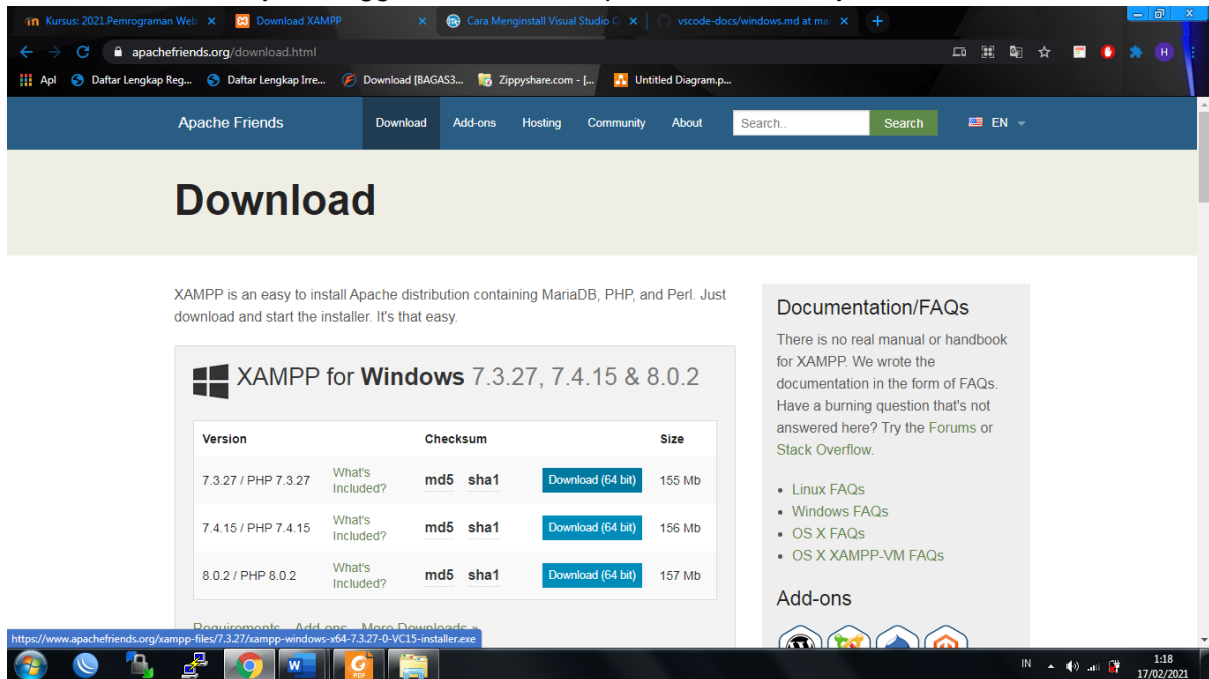 Kursus: 2021.Pemrograman Web
Download XAMPP
Cara Menginstall Visual Studio C
vscode-docs/windows.md at mai
apachefriends.org/download.html
H
Apl
Daftar Lengkap Reg...
Daftar Lengkap Irre...
Download [BAGAS3...
Zippyshare.com - [...
Untitled Diagram.p...
Apache Friends
Download
Add-ons
Hosting
Community
About
Search..
Search
EN
Download
XAMPP is an easy to install Apache distribution containing MariaDB, PHP, and Perl. Just
download and start the installer. It's that easy.
XAMPP for Windows 7.3.27, 7.4.15 & 8.0.2
Version Checksum Size
7.3.27 / PHP 7.3.27 What's Included? md5 sha1 Download (64 bit) 155 Mb
7.4.15 / PHP 7.4.15 What's Included? md5 sha1 Download (64 bit) 156 Mb
8.0.2 / PHP 8.0.2 What's Included? md5 sha1 Download (64 bit) 157 Mb
Requirements Add-ons More Downloads »
Documentation/FAQs
There is no real manual or handbook
for XAMPP. We wrote the
documentation in the form of FAQs.
Have a burning question that's not
answered here? Try the Forums or
Stack Overflow.
• Linux FAQs
• Windows FAQs
• OS X FAQs
• OS X XAMPP-VM FAQs
Add-ons
https://www.apachefriends.org/xampp-files/7.3.27/xampp-windows-x64-7.3.27-0-VC15-installer.exe
IN
1:18
17/02/2021